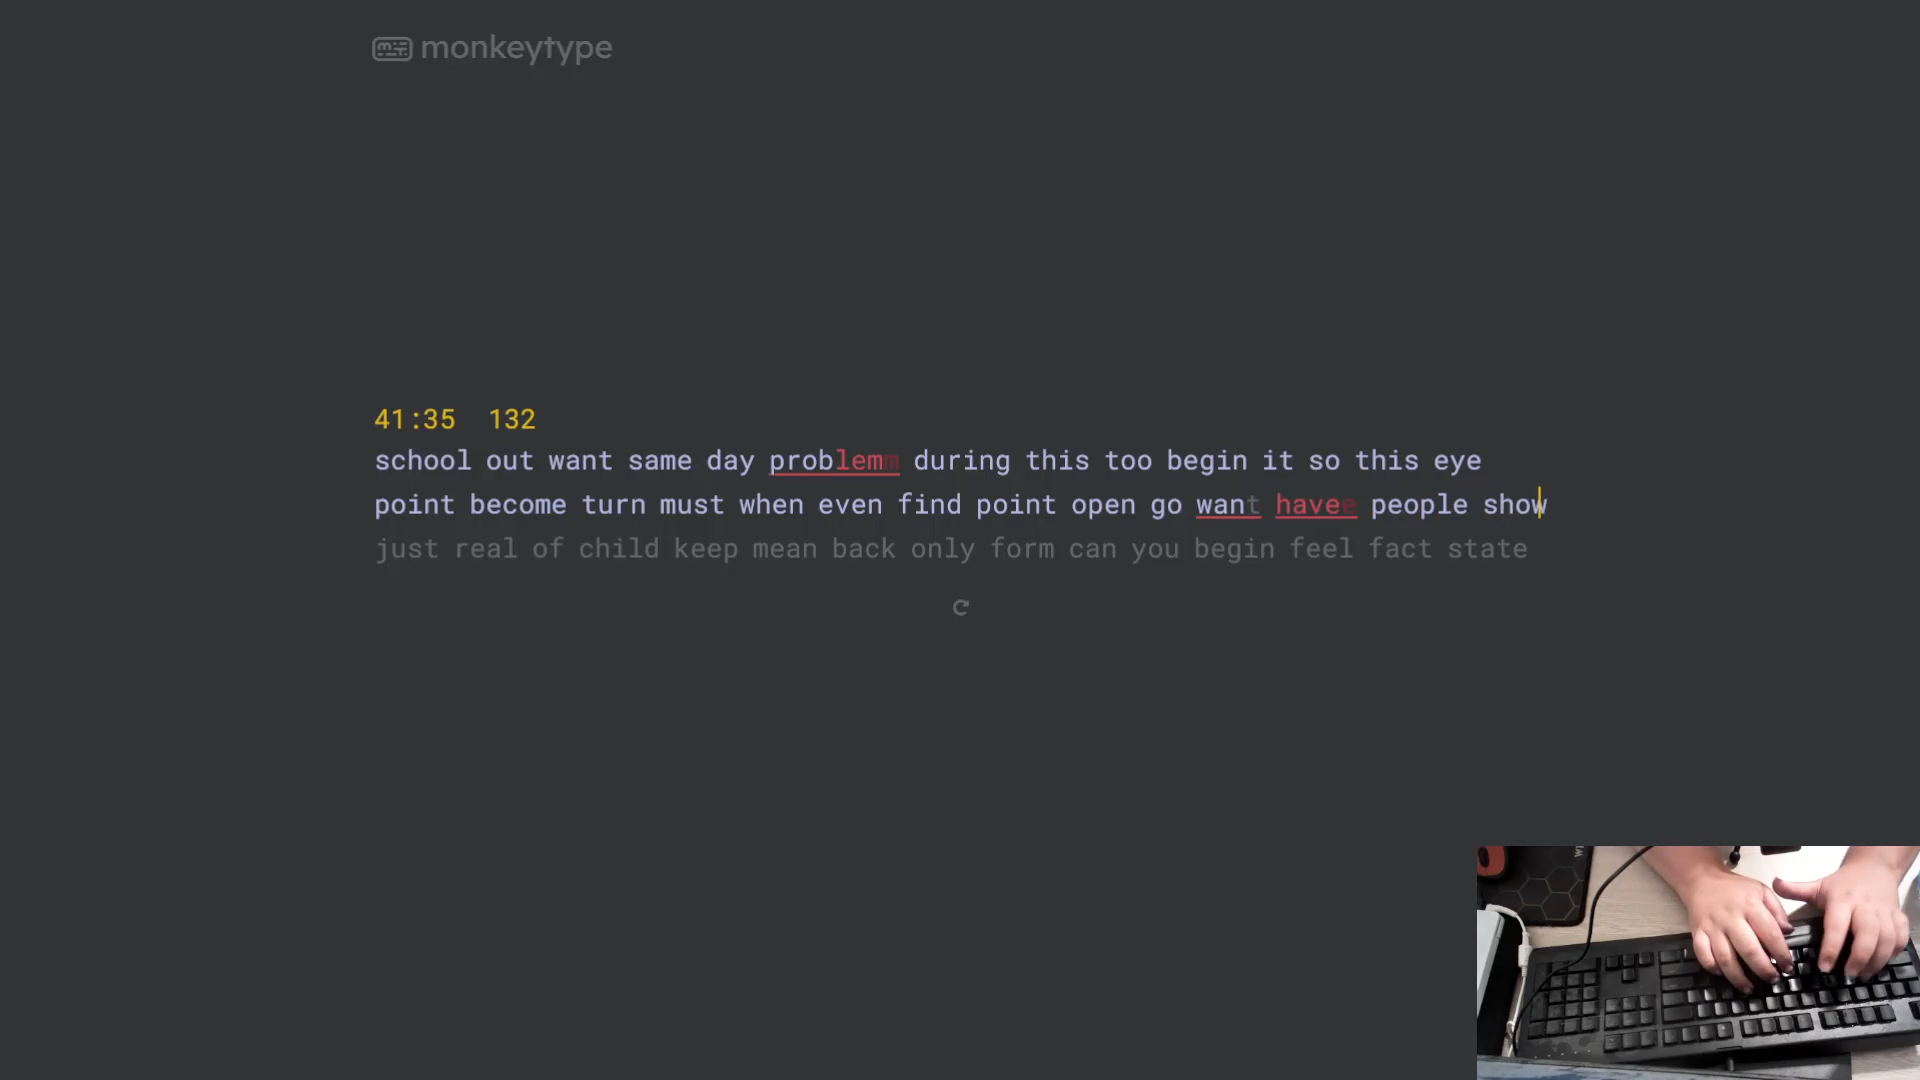 monkeytype
41:35 132
school out want same day problemm during this too begin it so this eye
point become turn must when even find point open go want havee people show
just real of child keep mean back only form can you begin feel fact state